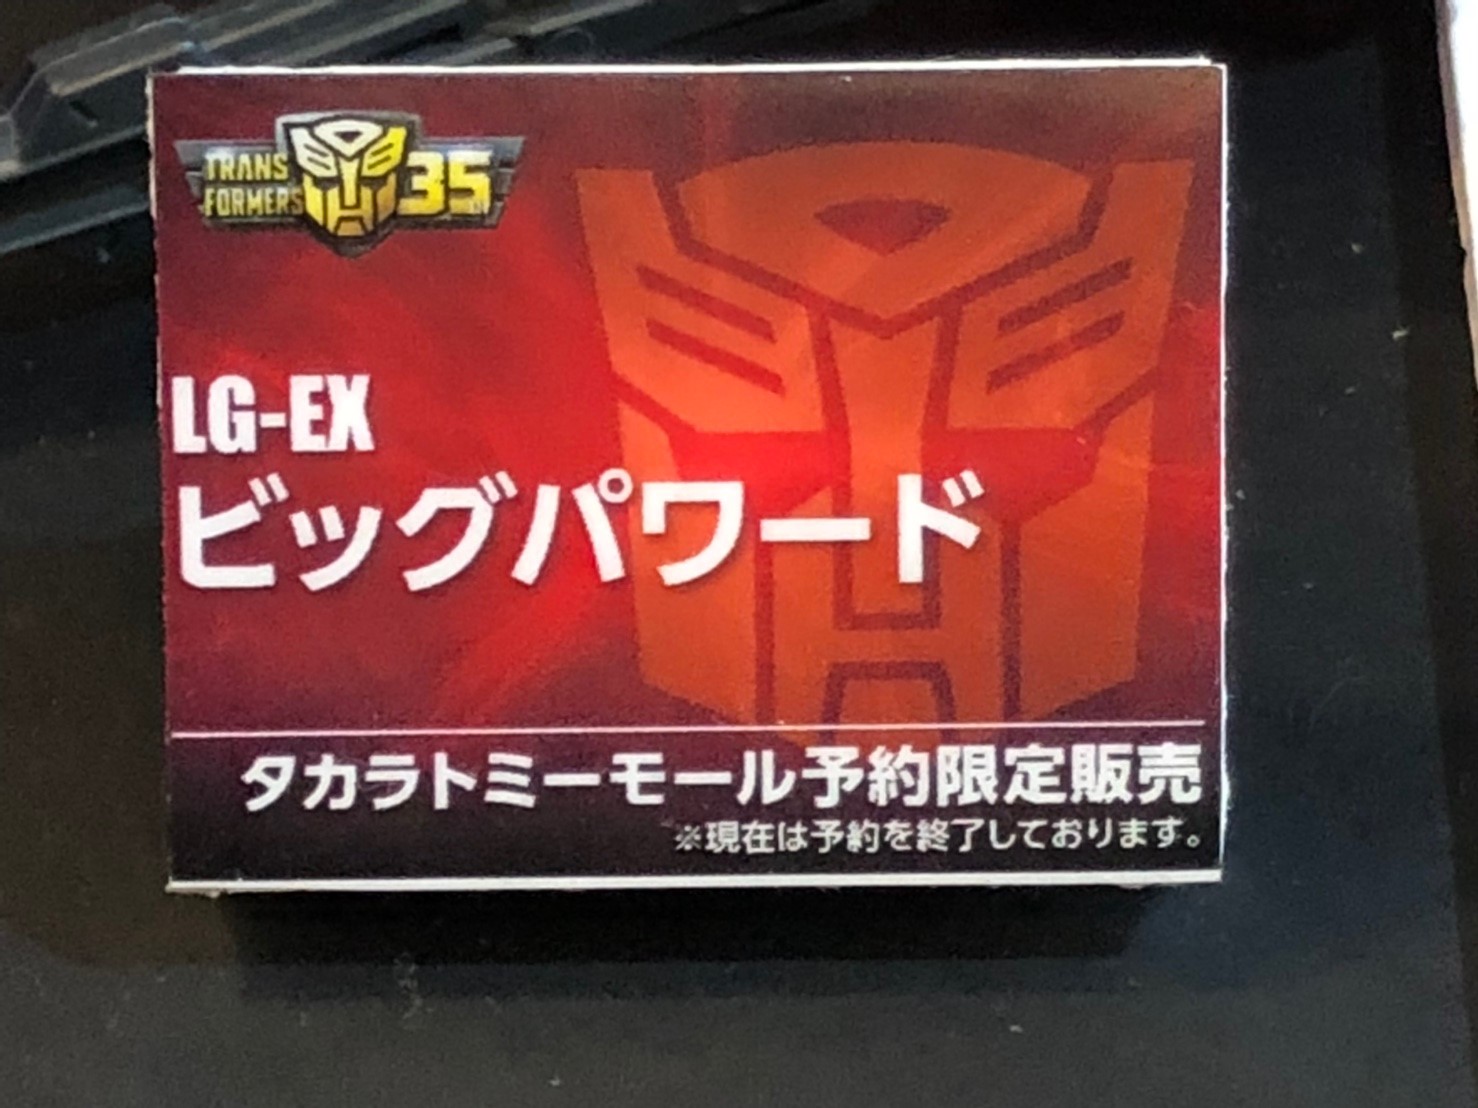 TRANS
FORMERS
35
LG-EX
ビッグパワード
タカラトミーモール予約限定販売
※現在は予約を終了しております。